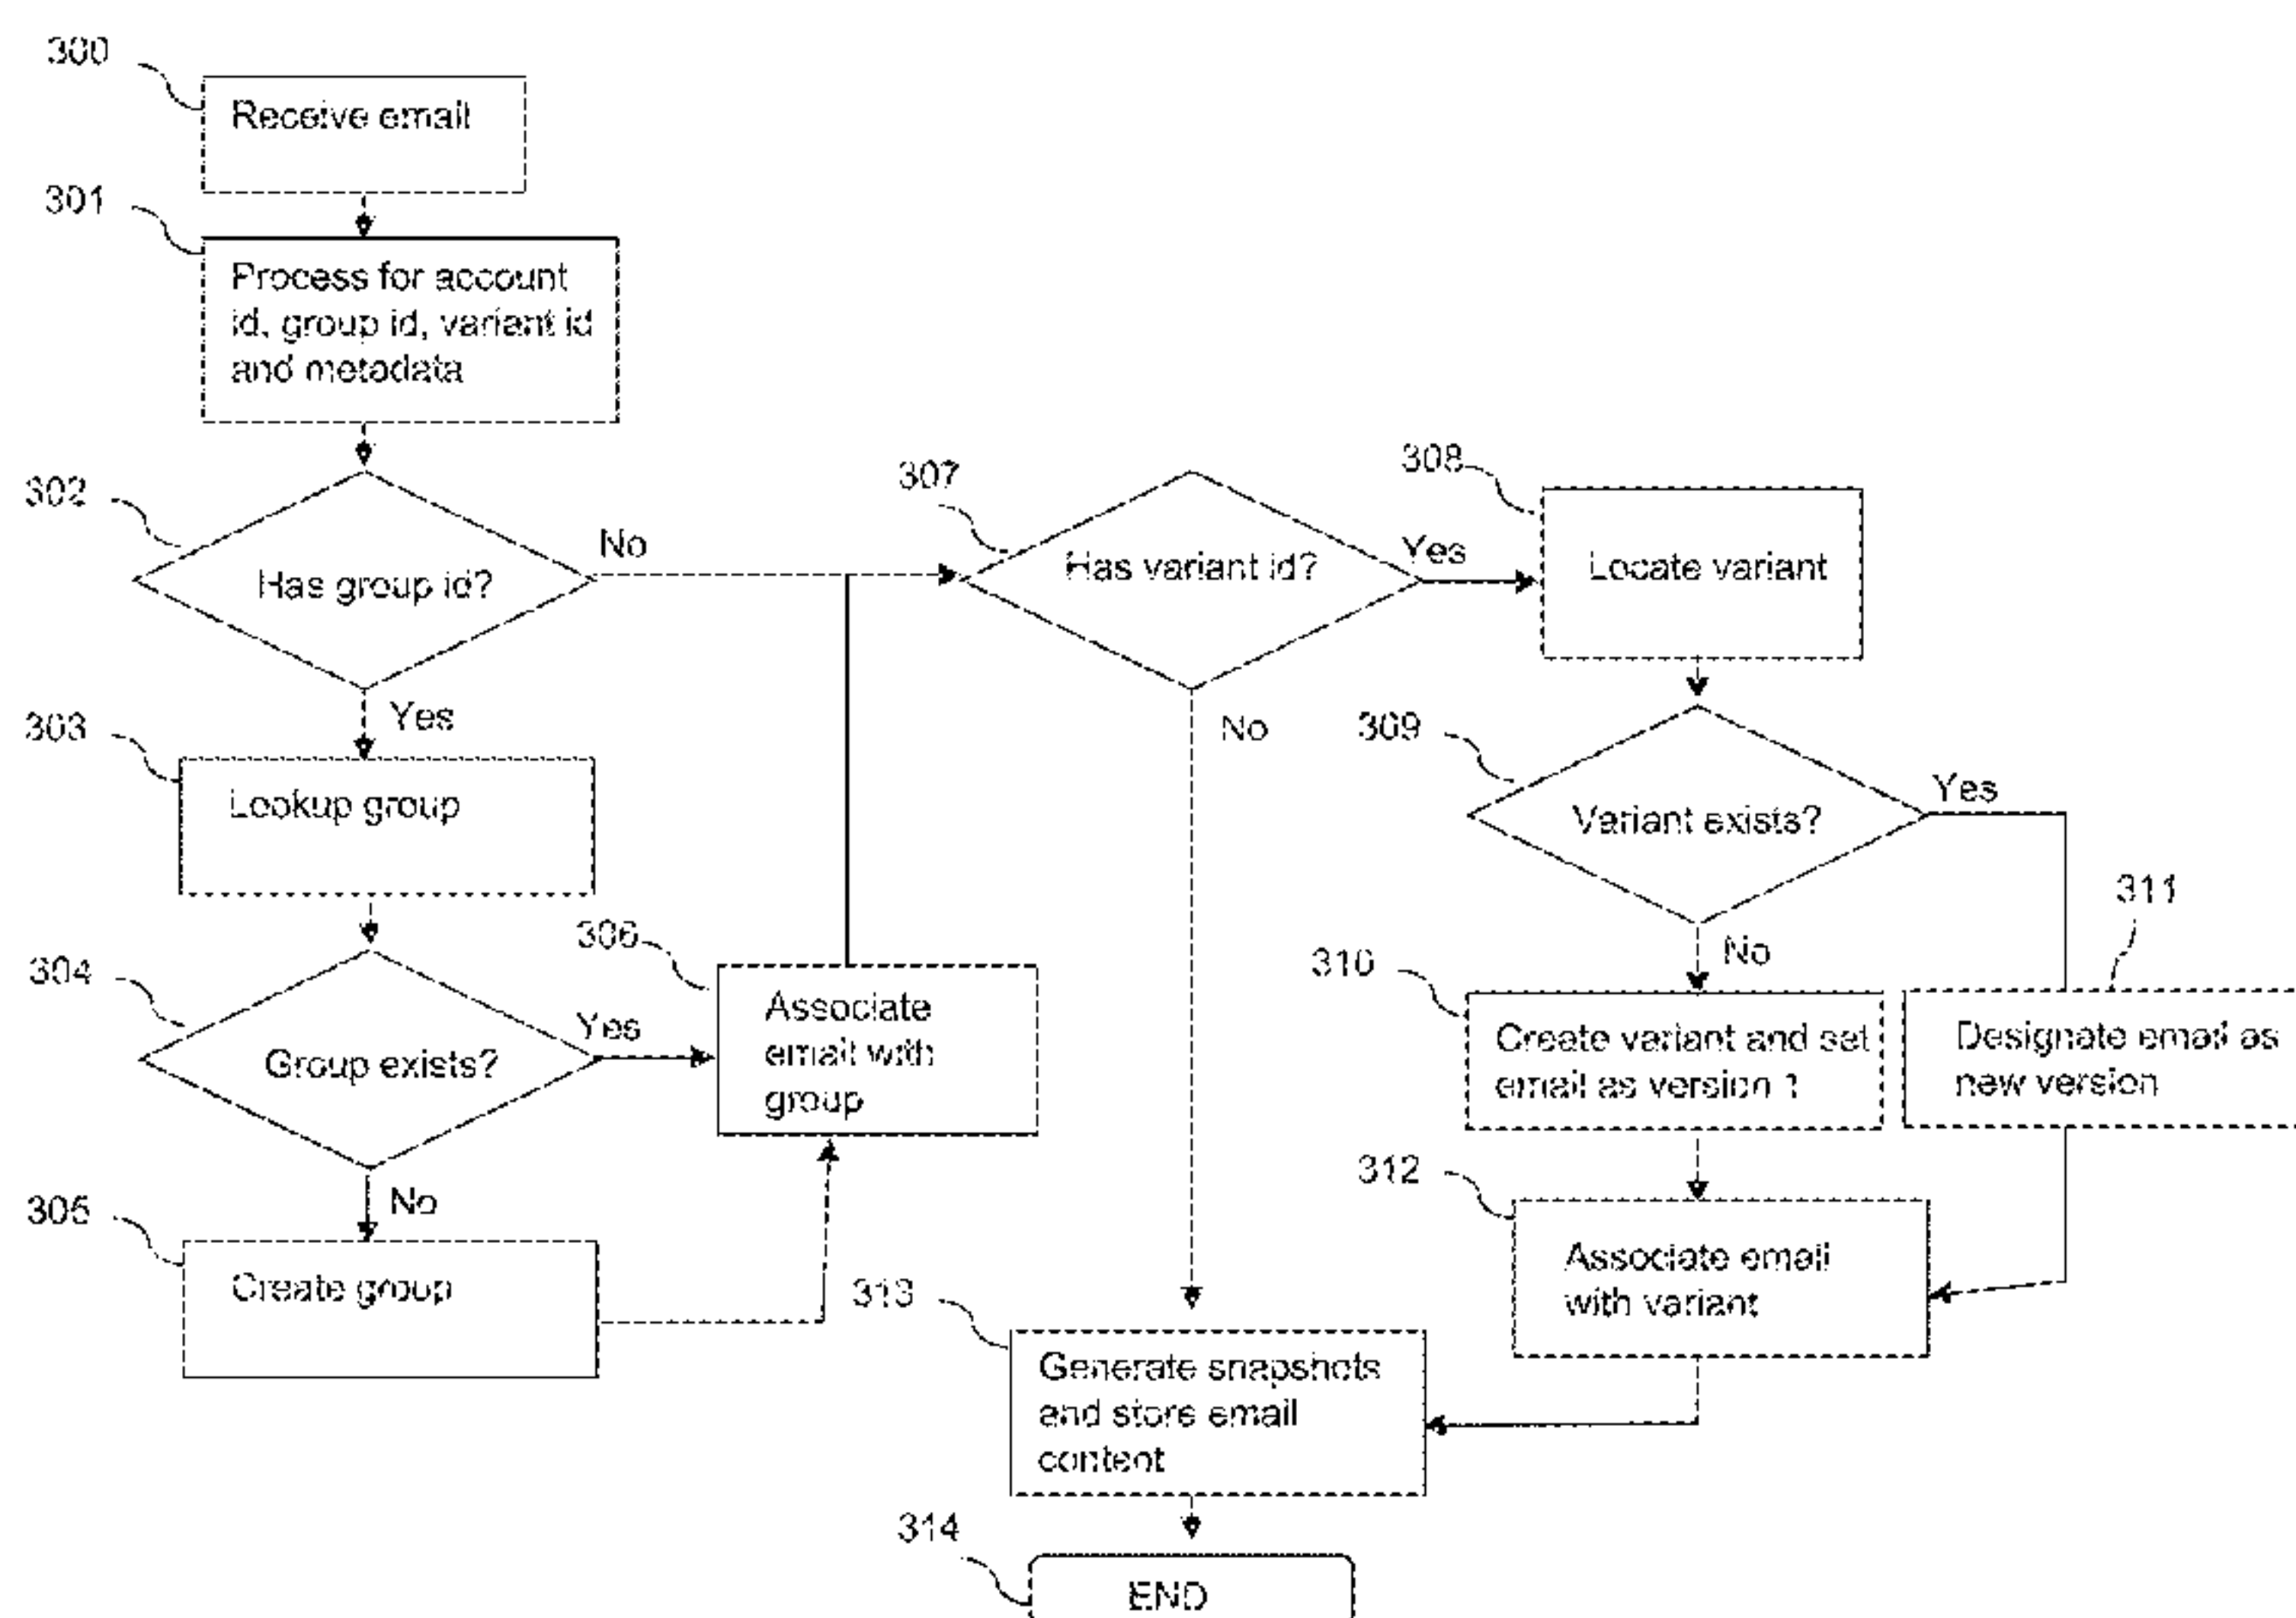 300
Receive email
301
Process for account
id, group id, variant id
and metadata
302
Has group id?
No
Yes
303
Lookup group
304
Group exists?
Yes
No
305
Create group
306
Associate
email with
group
307
Has variant id?
Yes
No
308
Locate variant
309
Variant exists?
Yes
No
310
Create variant and set
email as version 1
311
Designate email as
new version
312
Associate email
with variant
313
Generate snapshots
and store email
content
314
END